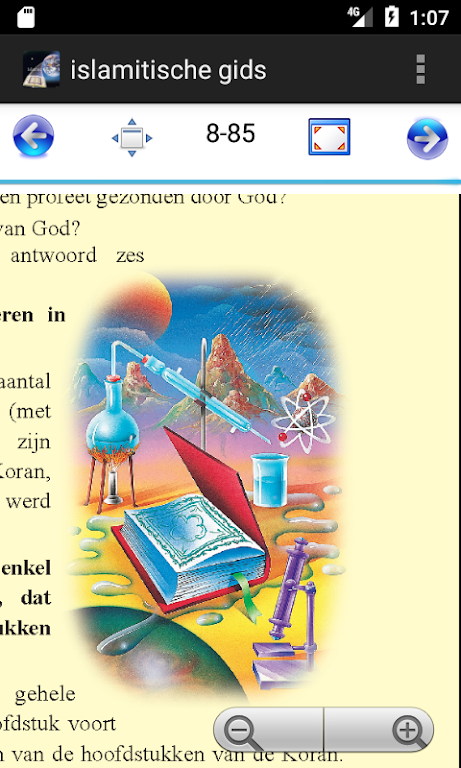 4G 1:07
islamitische gids
8-85
en profeet gezonden door God?
van God?
antwoord zes
eren in
aantal
(met
zijn
Koran,
werd
enkel
, dat
ukken
gehele
ofdstuk voort
n van de hoofdstukken van de Koran.